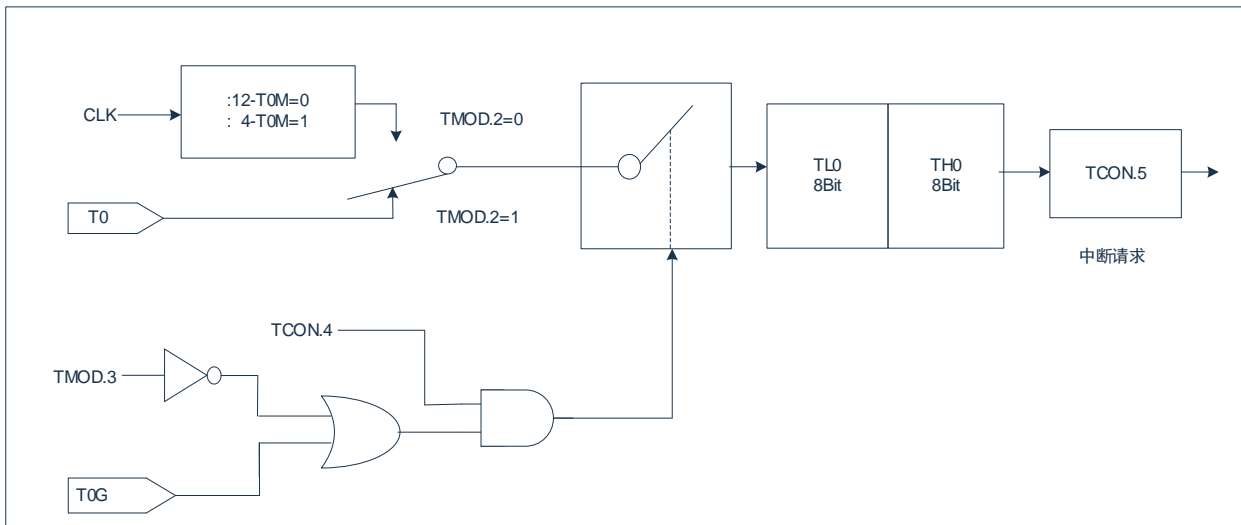 :12-T0M=0
: 4-T0M=1
CLK
TMOD.2=0
T0
TMOD.2=1
TL0
8Bit
TH0
8Bit
TCON.5
中断请求
TCON.4
TMOD.3
T0G